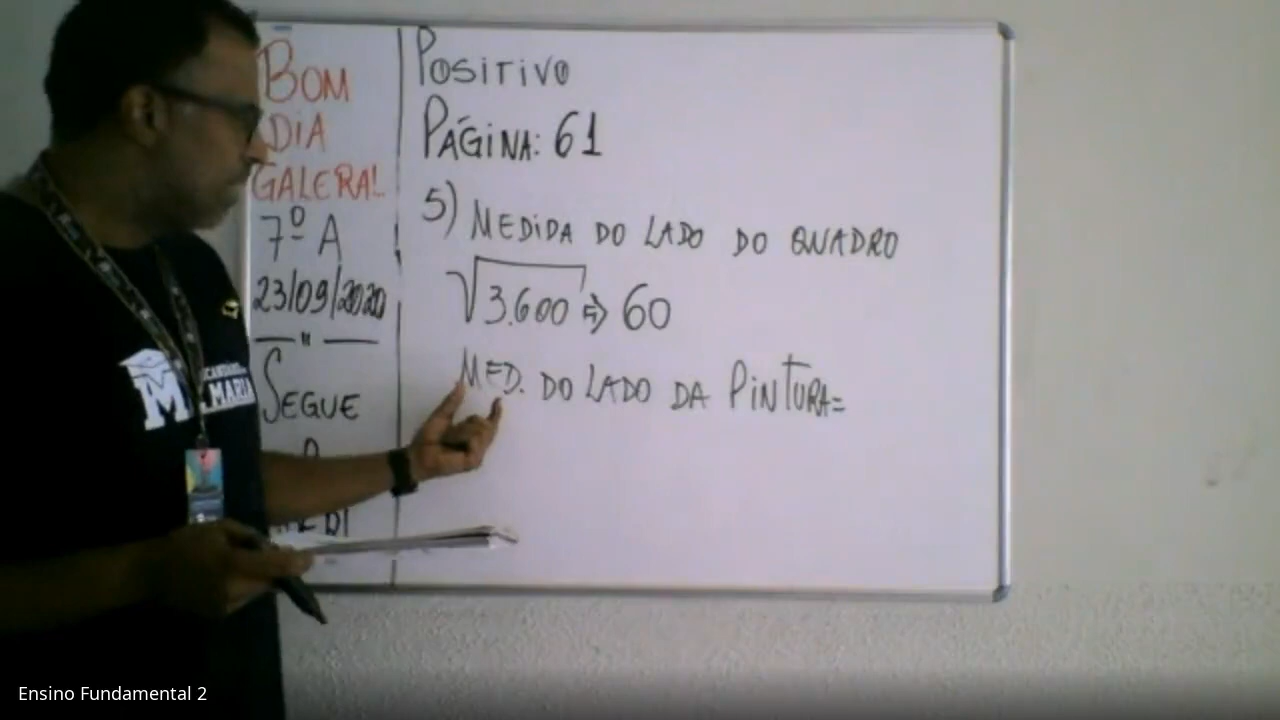 BOM
DIA
GALERA!
7º A
23/09/2020
SEGUE
POSITIVO
PÁGINA: 61
5) MEDIDA DO LADO DO QUADRO
√3.600 => 60
MED. DO LADO DA PINTURA=
M
MARIA
Ensino Fundamental 2